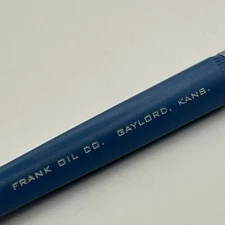 FRANK OIL CO.  GAYLORD, KANS.